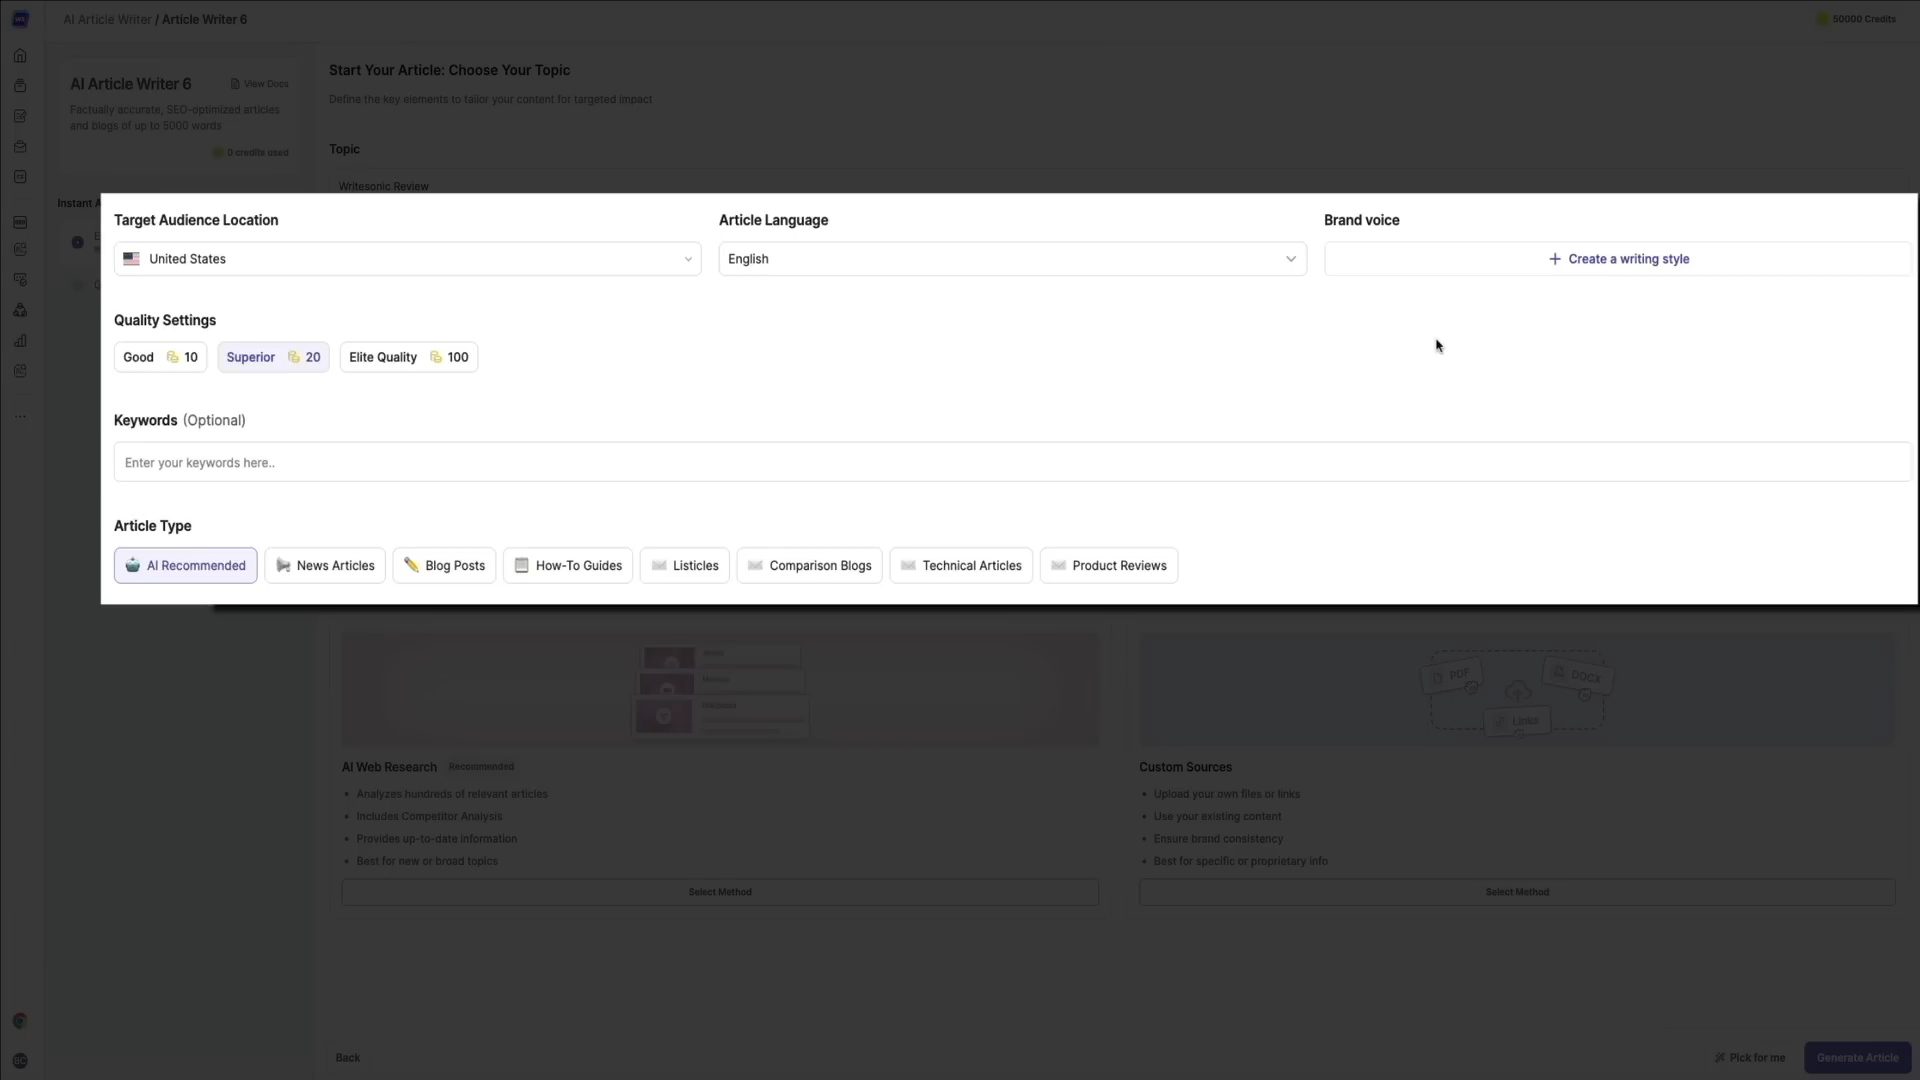 AI Article Writer / Article Writer 6
50000 Credits
AI Article Writer 6
View Docs
Factually accurate, SEO-optimized articles
and blogs of up to 5000 words
0 credits used
Instant
Start Your Article: Choose Your Topic
Define the key elements to tailor your content for targeted impact
Topic
Writesonic Review
Target Audience Location
Article Language
Brand voice
United States
English
+ Create a writing style
Quality Settings
Good 10
Superior 20
Elite Quality 100
Keywords (Optional)
Enter your keywords here..
Article Type
AI Recommended
News Articles
Blog Posts
How-To Guides
Listicles
Comparison Blogs
Technical Articles
Product Reviews
PDF
DOCX
Links
AI Web Research Recommended
• Analyzes hundreds of relevant articles
• Includes Competitor Analysis
• Provides up-to-date information
• Best for new or broad topics
Select Method
Custom Sources
• Upload your own files or links
• Use your existing content
• Ensure brand consistency
• Best for specific or proprietary info
Select Method
Back
Pick for me
Generate Article